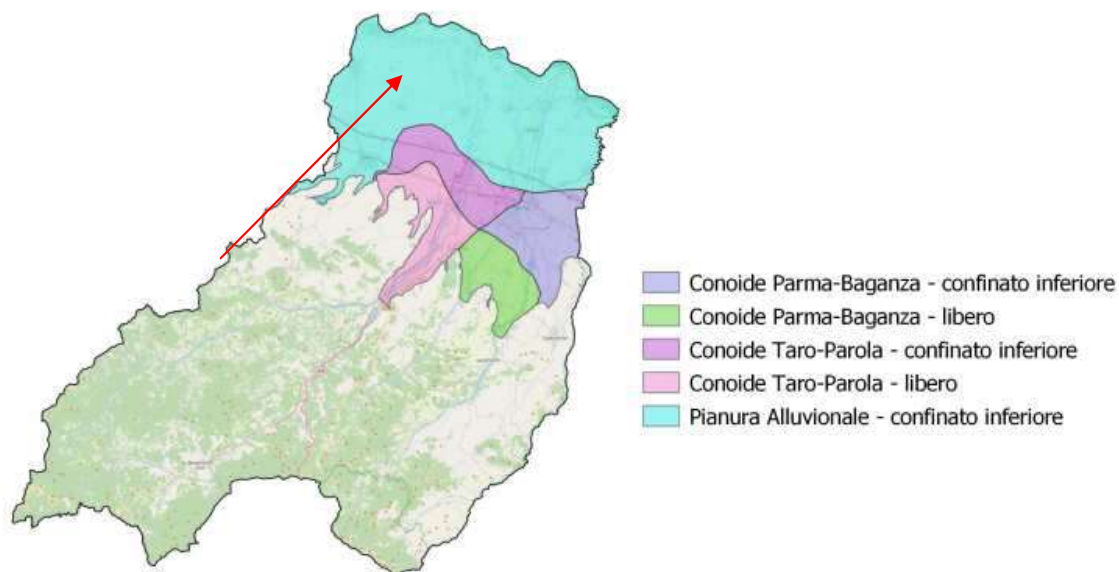 Conoide Parma-Baganza - confinato inferiore
Conoide Parma-Baganza - libero
Conoide Taro-Parola - confinato inferiore
Conoide Taro-Parola - libero
Pianura Alluvionale - confinato inferiore